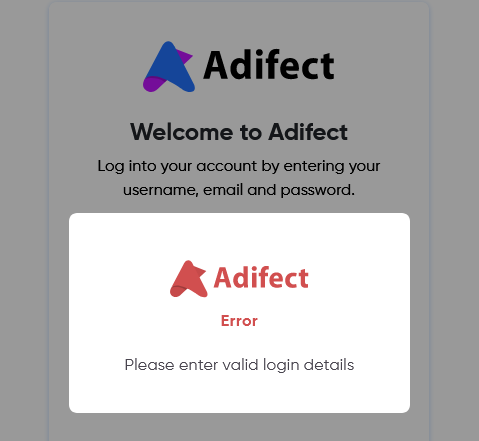 Adifect
Welcome to Adifect
Log into your account by entering your
username, email and password.
Adifect
Error
Please enter valid login details